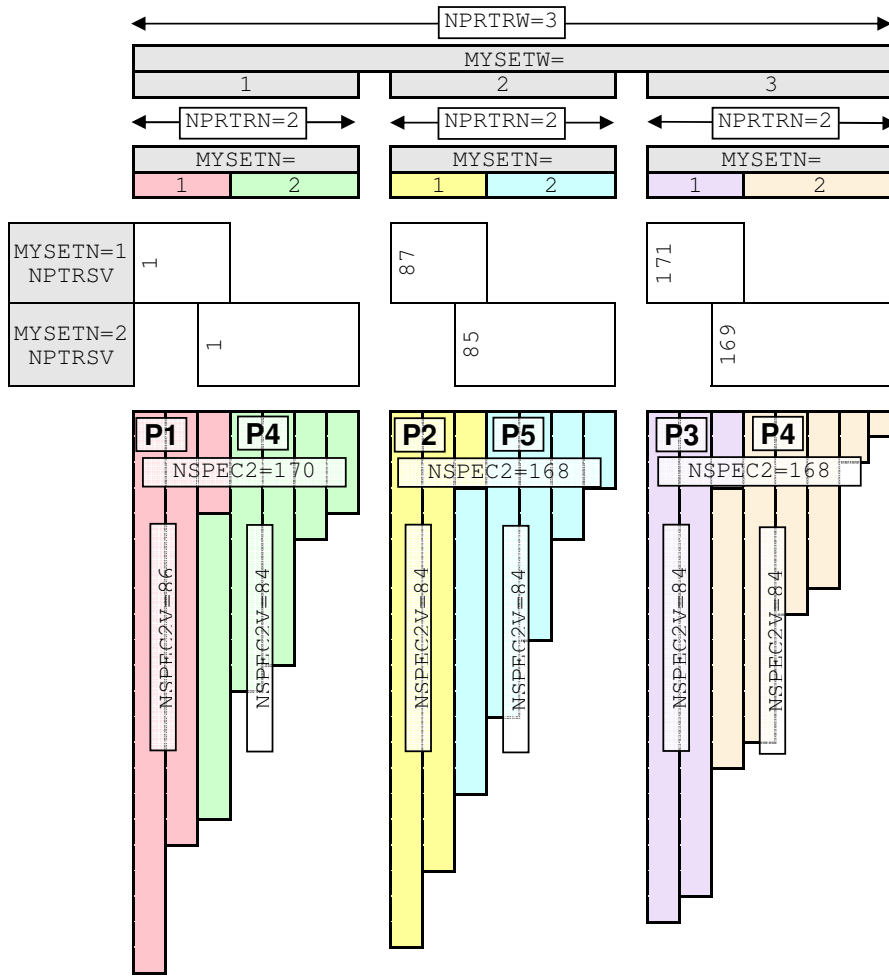 NPRTRW=3
MYSETW=
1 2 3
NPRTRN=2 NPRTRN=2 NPRTRN=2
MYSETN= MYSETN= MYSETN=
1 2 1 2 1 2
MYSETN=1
NPTRSV
1 87 171
MYSETN=2
NPTRSV
1 85 169
P1 P4 P2 P5 P3 P4
NSPEC2=170 NSPEC2=168 NSPEC2=168
NSPEC2V=86 NSPEC2V=84 NSPEC2V=84 NSPEC2V=84 NSPEC2V=84 NSPEC2V=84